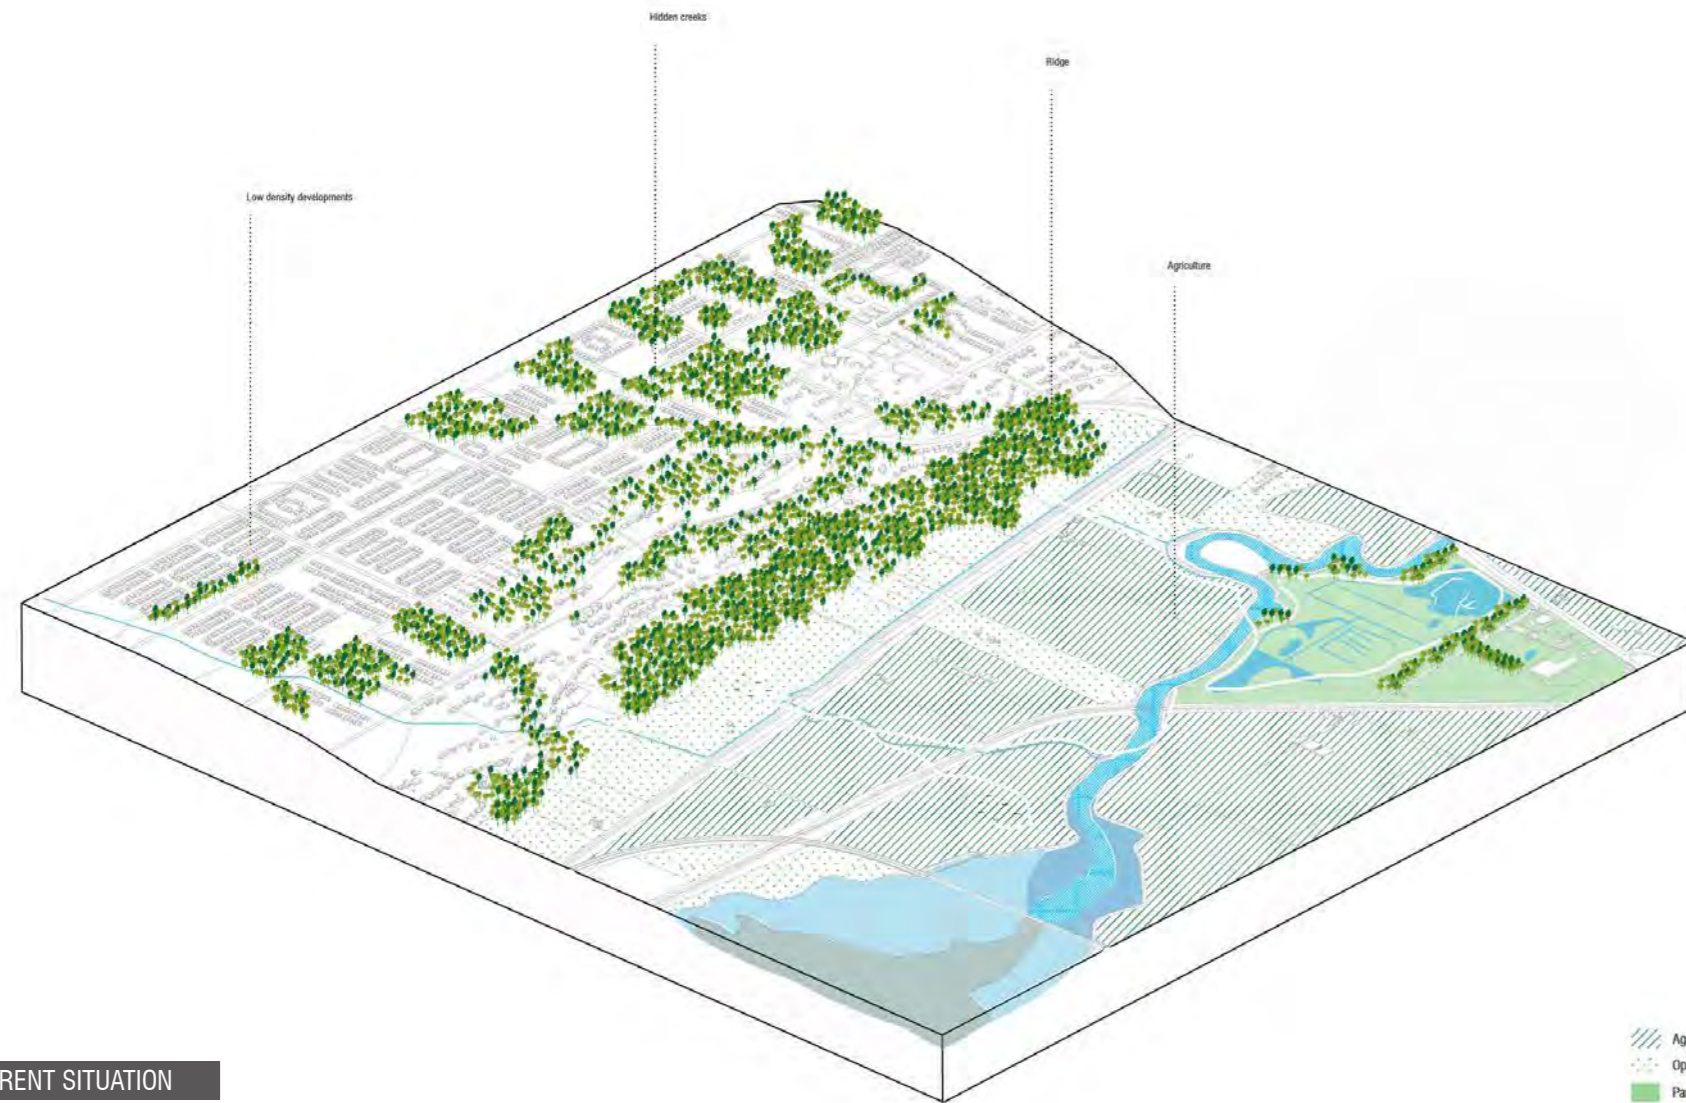 Hidden creeks
Ridge
Low density developments
Agriculture
RENT SITUATION
Ag
Op
Pa